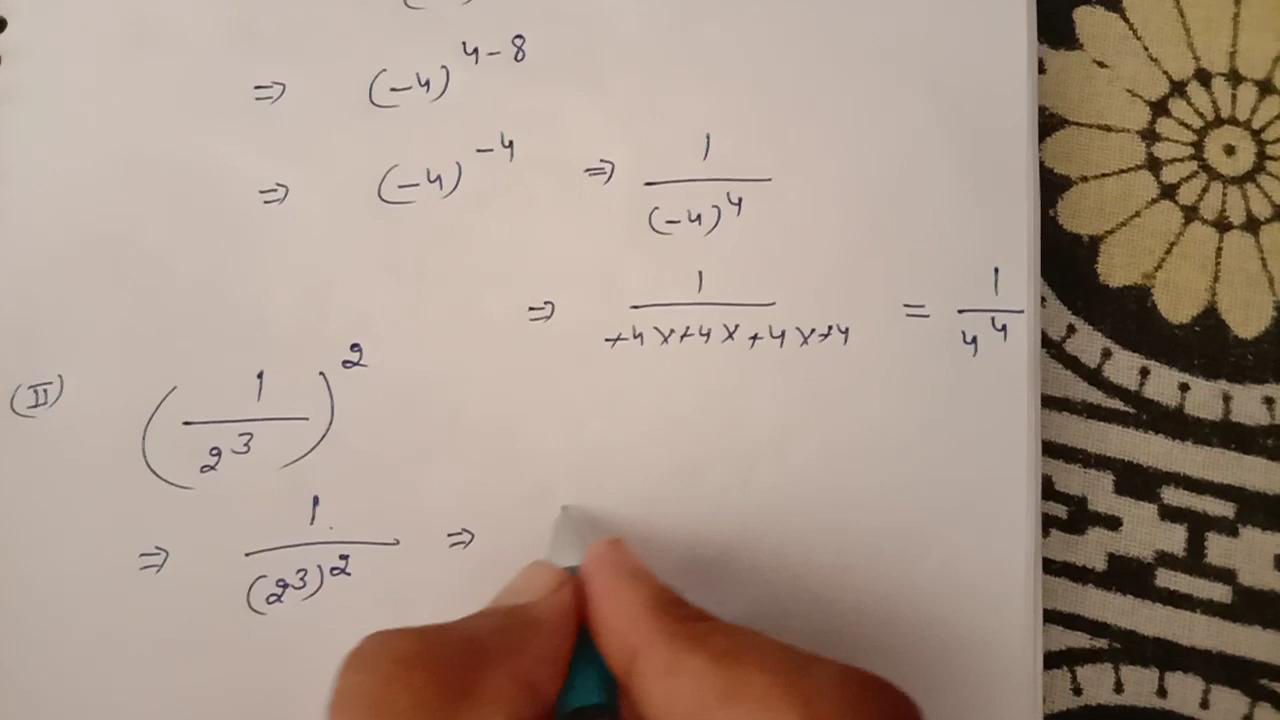 ⇒ (-4)^{4-8}
⇒ (-4)^{-4} ⇒ 1/(-4)^4
⇒ 1/(+4×+4×+4×+4) = 1/4^4
(II) (1/2^3)^2
⇒ 1/(2^3)^2 ⇒